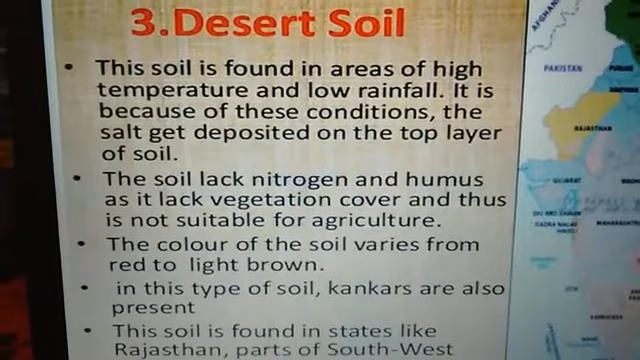 3.Desert Soil
• This soil is found in areas of high
temperature and low rainfall. It is
because of these conditions, the
salt get deposited on the top layer
of soil.
• The soil lack nitrogen and humus
as it lack vegetation cover and thus
is not suitable for agriculture.
• The colour of the soil varies from
red to light brown.
• in this type of soil, kankars are also
present
• This soil is found in states like
Rajasthan, parts of South-West
PAKISTAN
PUNJAB
HARYANA
RAJASTHAN
GUJARAT